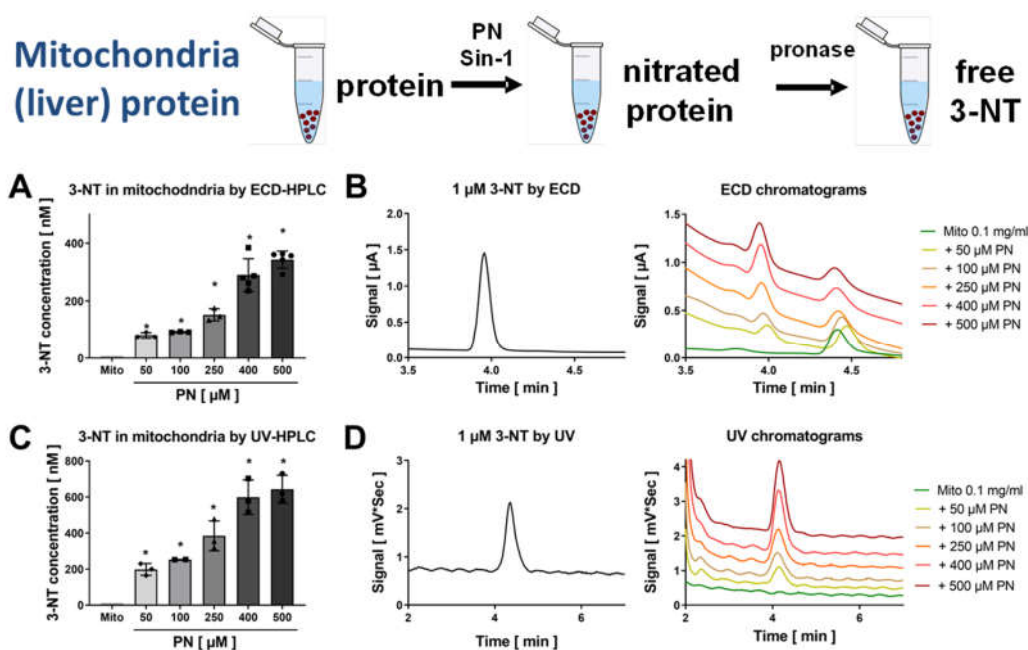 Mitochondria
(liver) protein
protein
PN
Sin-1
nitrated
protein
pronase
free
3-NT
A
3-NT in mitochodndria by ECD-HPLC
3-NT concentration [ nM]
400
200
0
Mito
50
100
250
400
500
PN [ µM ]
*
*
*
*
*
B
1 µM 3-NT by ECD
Signal [ µA]
2.0
1.5
1.0
0.5
0.0
3.5
4.0
4.5
Time [ min]
ECD chromatograms
Signal [ µA]
1.5
1.0
0.5
0.0
3.5
4.0
4.5
Time [ min]
Mito 0.1 mg/ml
+ 50 µM PN
+ 100 µM PN
+ 250 µM PN
+ 400 µM PN
+ 500 µM PN
C
3-NT in mitochondria by UV-HPLC
3-NT concentration [ nM]
800
600
400
200
0
Mito
50
100
250
400
500
PN [ µM ]
*
*
*
*
*
D
1 µM 3-NT by UV
Signal [ mV*Sec]
3
2
1
0
2
4
6
Time [ min]
UV chromatograms
Signal [ mV*Sec]
4
3
2
1
0
2
4
6
Time [ min]
Mito 0.1 mg/ml
+ 50 µM PN
+ 100 µM PN
+ 250 µM PN
+ 400 µM PN
+ 500 µM PN